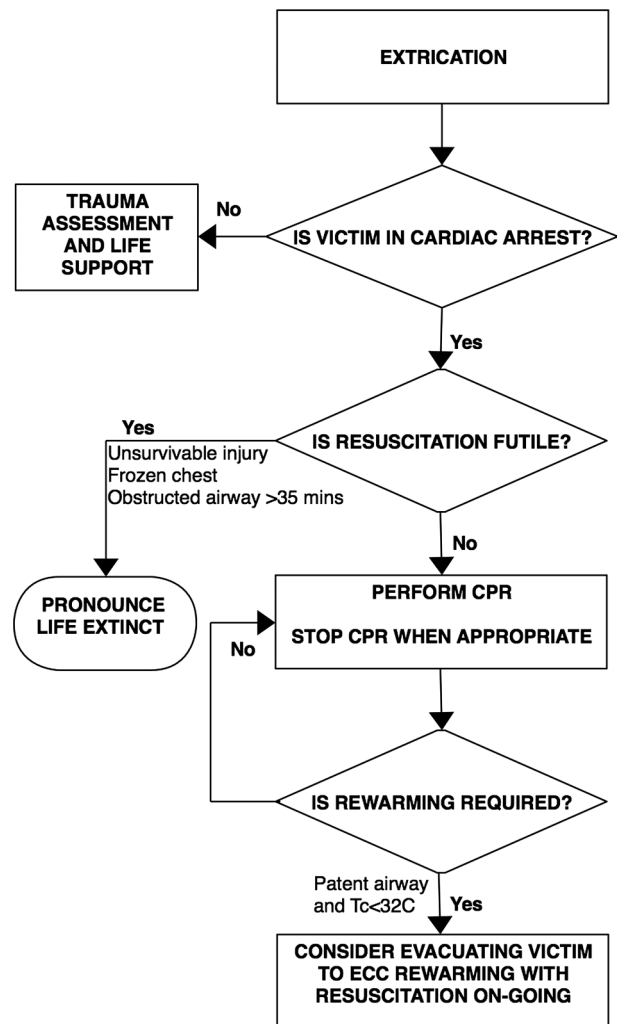 EXTRICATION
TRAUMA
ASSESSMENT
AND LIFE
SUPPORT
No
IS VICTIM IN CARDIAC ARREST?
Yes
IS RESUSCITATION FUTILE?
Yes
Unsurvivable injury
Frozen chest
Obstructed airway >35 mins
No
PRONOUNCE
LIFE EXTINCT
PERFORM CPR
STOP CPR WHEN APPROPRIATE
No
IS REWARMING REQUIRED?
Patent airway
and Tc<32C
Yes
CONSIDER EVACUATING VICTIM
TO ECC REWARMING WITH
RESUSCITATION ON-GOING